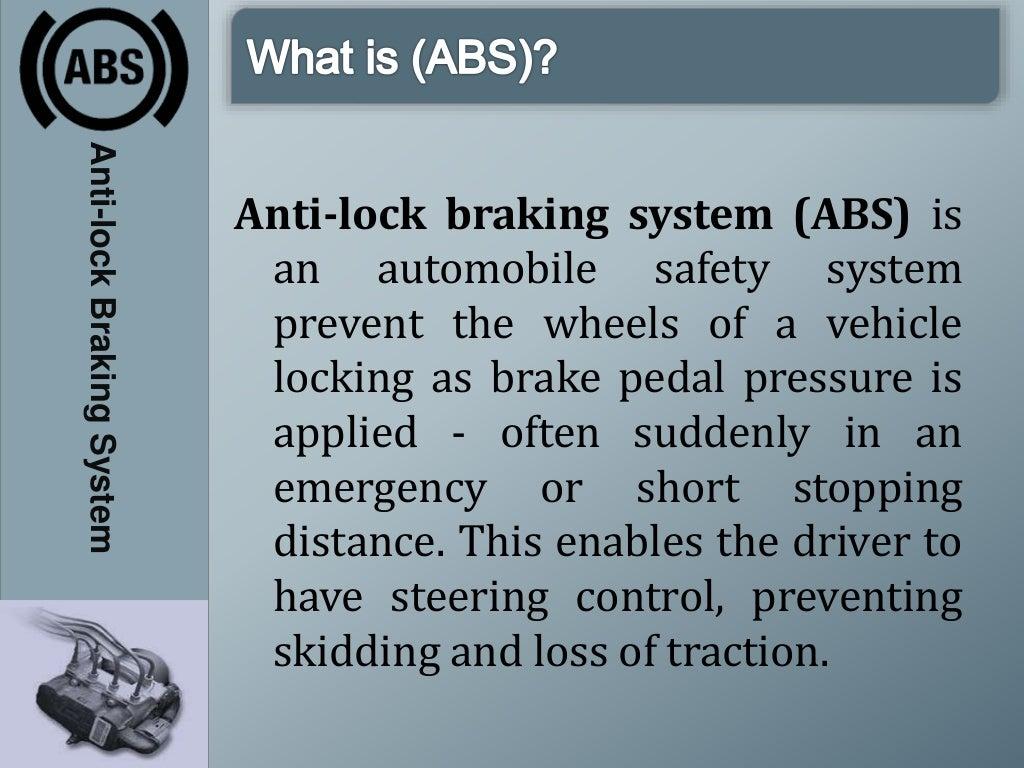 ABS
Anti-lock Braking System
What is (ABS)?
Anti-lock braking system (ABS) is
an automobile safety system
prevent the wheels of a vehicle
locking as brake pedal pressure is
applied - often suddenly in an
emergency or short stopping
distance. This enables the driver to
have steering control, preventing
skidding and loss of traction.